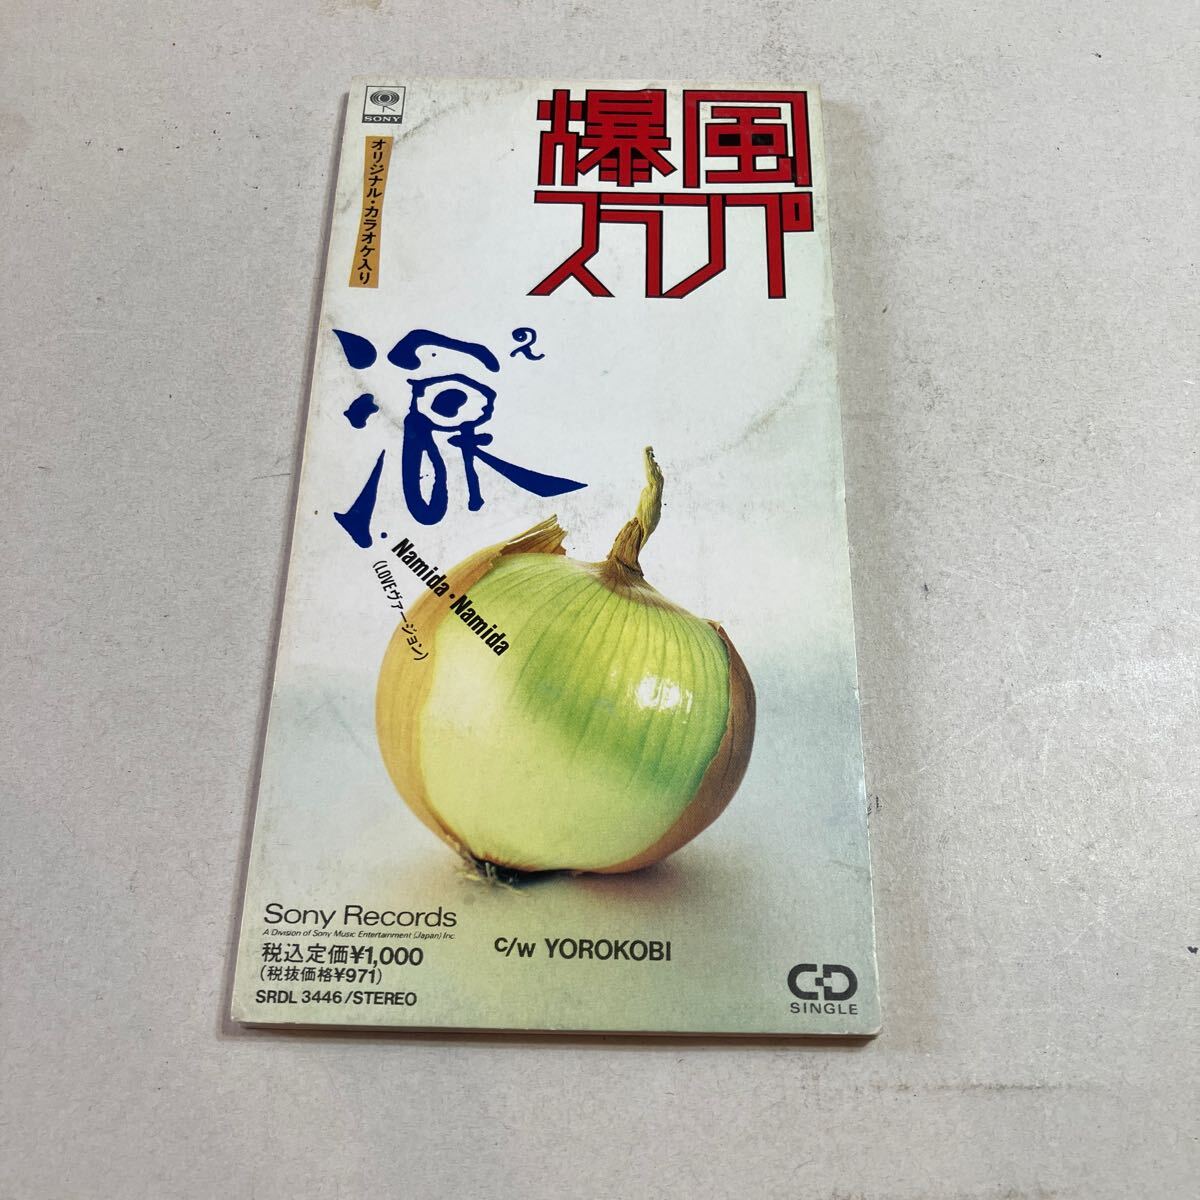 SONY
オリジナル・カラオケ入り
爆風
スランプ
涙²
Namida・Namida
(LOVEヴァージョン)
Sony Records
A Division of Sony Music Entertainment (Japan) Inc.
税込定価¥1,000
(税抜価格¥971)
SRDL 3446/STEREO
c/w YOROKOBI
CD
SINGLE